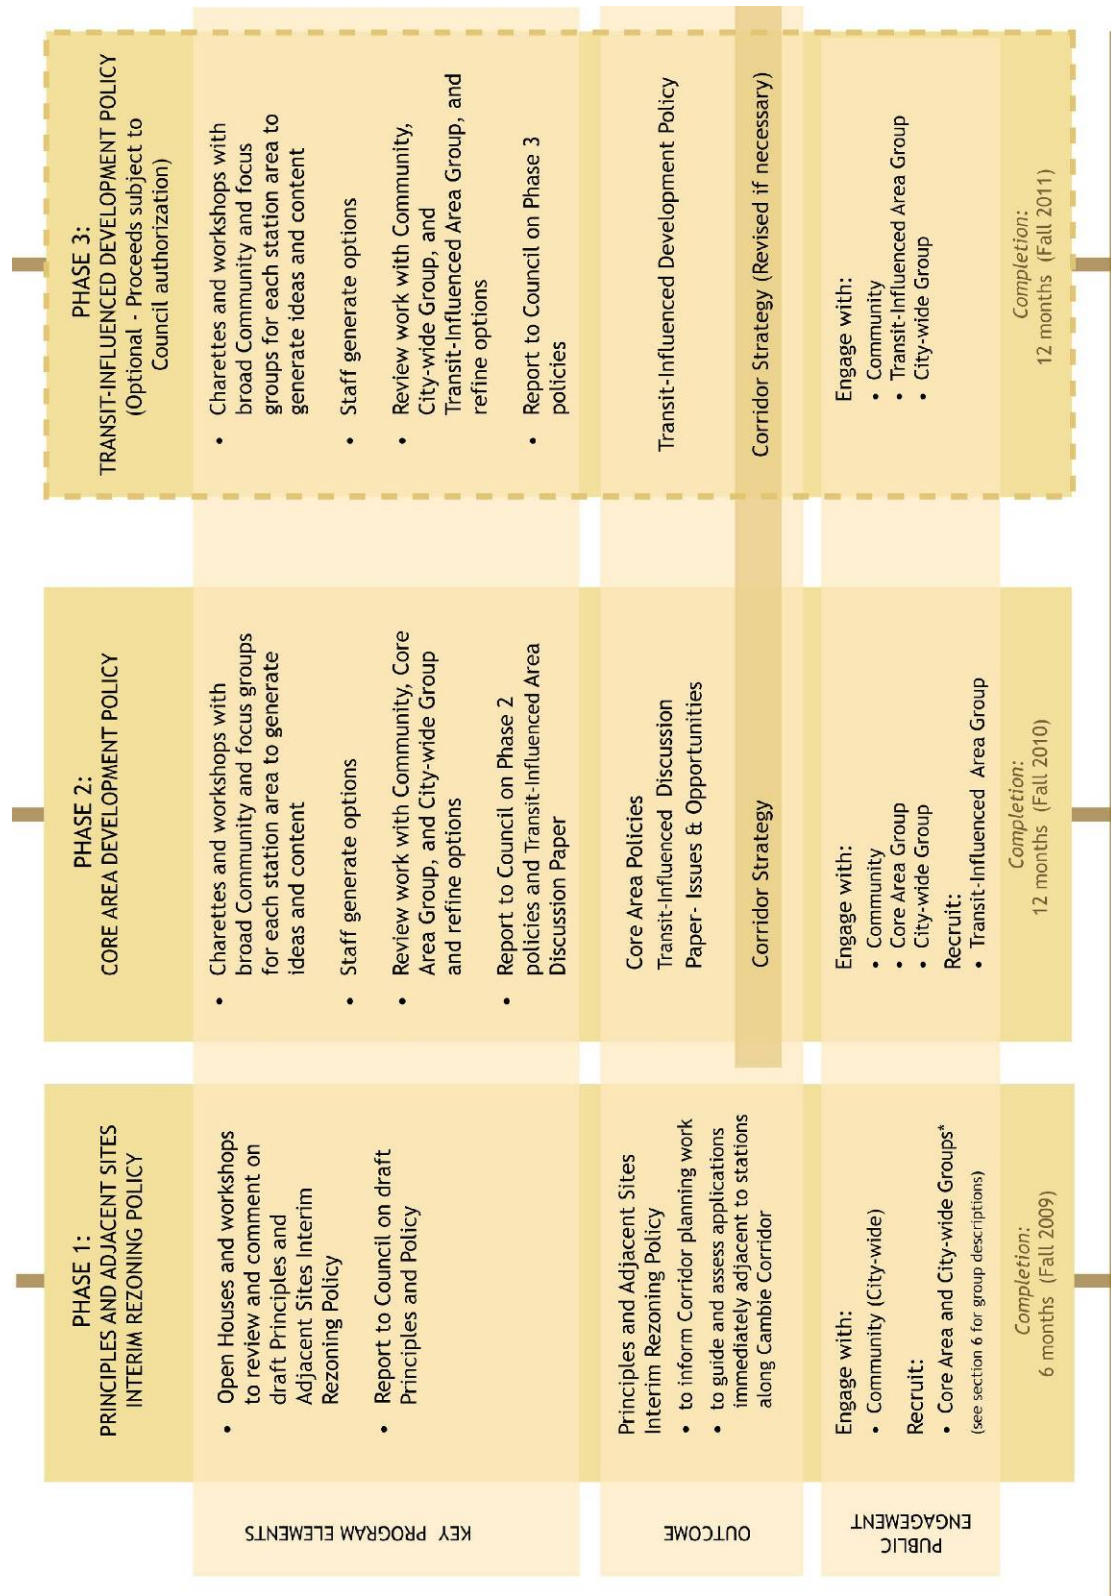 PHASE 1:
PRINCIPLES AND ADJACENT SITES
INTERIM REZONING POLICY
PHASE 2:
CORE AREA DEVELOPMENT POLICY
PHASE 3:
TRANSIT-INFLUENCED DEVELOPMENT POLICY
(Optional - Proceeds subject to
Council authorization)
KEY PROGRAM ELEMENTS
• Open Houses and workshops
to review and comment on
draft Principles and
Adjacent Sites Interim
Rezoning Policy
• Report to Council on draft
Principles and Policy
• Charettes and workshops with
broad Community and focus groups
for each station area to generate
ideas and content
• Staff generate options
• Review work with Community, Core
Area Group, and City-wide Group
and refine options
• Report to Council on Phase 2
policies and Transit-Influenced Area
Discussion Paper
• Charettes and workshops with
broad Community and focus
groups for each station area to
generate ideas and content
• Staff generate options
• Review work with Community,
City-wide Group, and
Transit-Influenced Area Group, and
refine options
• Report to Council on Phase 3
policies
OUTCOME
Principles and Adjacent Sites
Interim Rezoning Policy
• to inform Corridor planning work
• to guide and assess applications
immediately adjacent to stations
along Cambie Corridor
Core Area Policies
Transit-Influenced Discussion
Paper- Issues & Opportunities
Corridor Strategy
Transit-Influenced Development Policy
Corridor Strategy (Revised if necessary)
PUBLIC
ENGAGEMENT
Engage with:
• Community (City-wide)
Recruit:
• Core Area and City-wide Groups*
(see section 6 for group descriptions)
Engage with:
• Community
• Core Area Group
• City-wide Group
Recruit:
• Transit-Influenced Area Group
Engage with:
• Community
• Transit-Influenced Area Group
• City-wide Group
Completion:
6 months (Fall 2009)
Completion:
12 months (Fall 2010)
Completion:
12 months (Fall 2011)